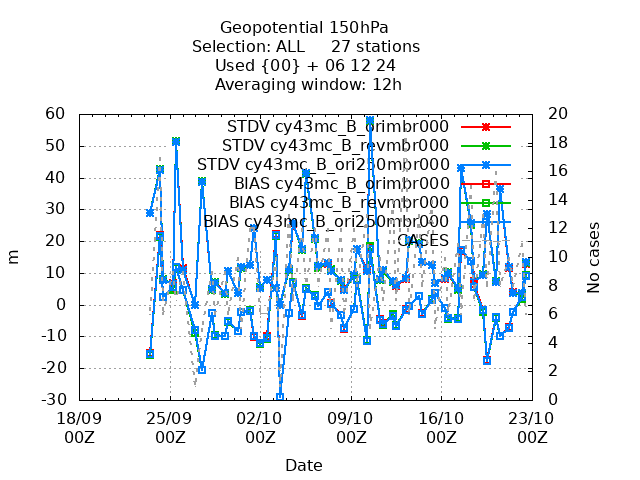 Geopotential 150hPa
Selection: ALL 27 stations
Used {00} + 06 12 24
Averaging window: 12h
60
50
40
30
20
10
0
-10
-20
-30
m
20
18
16
14
12
10
8
6
4
2
0
No cases
STDV cy43mc_B_orimbr000
STDV cy43mc_B_revmbr000
STDV cy43mc_B_ori250mbr000
BIAS cy43mc_B_orimbr000
BIAS cy43mc_B_revmbr000
BIAS cy43mc_B_ori250mbr000
CASES
18/09 25/09 02/10 09/10 16/10 23/10
00Z 00Z 00Z 00Z 00Z 00Z
Date